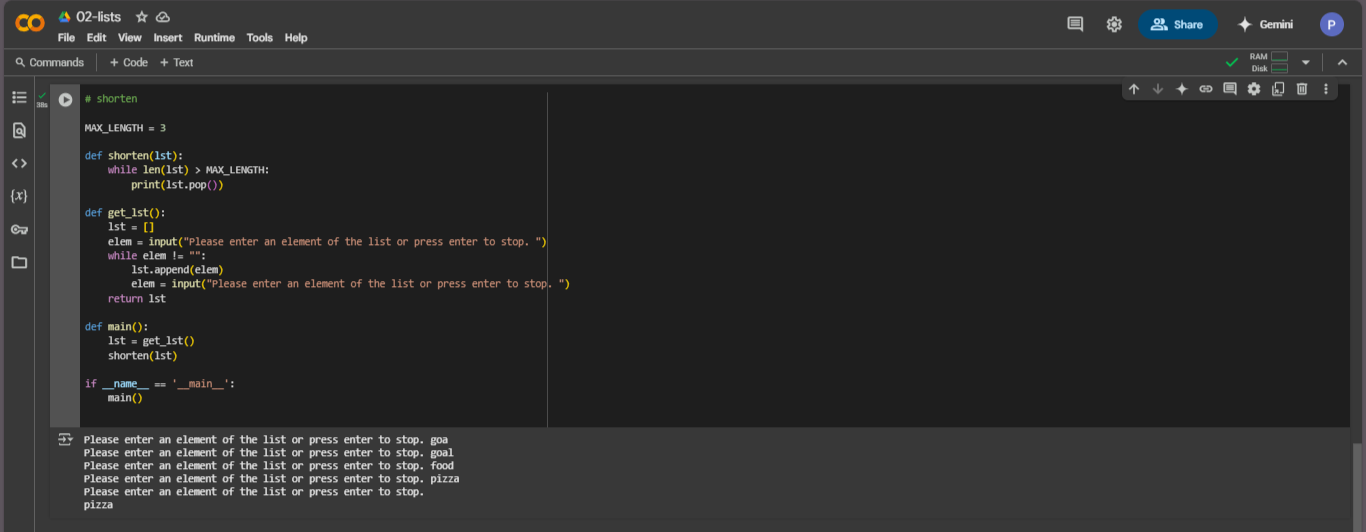 02-lists
File Edit View Insert Runtime Tools Help
Share
Gemini
P
Commands + Code + Text
RAM
Disk
38s
# shorten
MAX_LENGTH = 3
def shorten(lst):
    while len(lst) > MAX_LENGTH:
        print(lst.pop())
def get_lst():
    lst = []
    elem = input("Please enter an element of the list or press enter to stop. ")
    while elem != "":
        lst.append(elem)
        elem = input("Please enter an element of the list or press enter to stop. ")
    return lst
def main():
    lst = get_lst()
    shorten(lst)
if __name__ == '__main__':
    main()
Please enter an element of the list or press enter to stop. goa
Please enter an element of the list or press enter to stop. goal
Please enter an element of the list or press enter to stop. food
Please enter an element of the list or press enter to stop. pizza
Please enter an element of the list or press enter to stop.
pizza